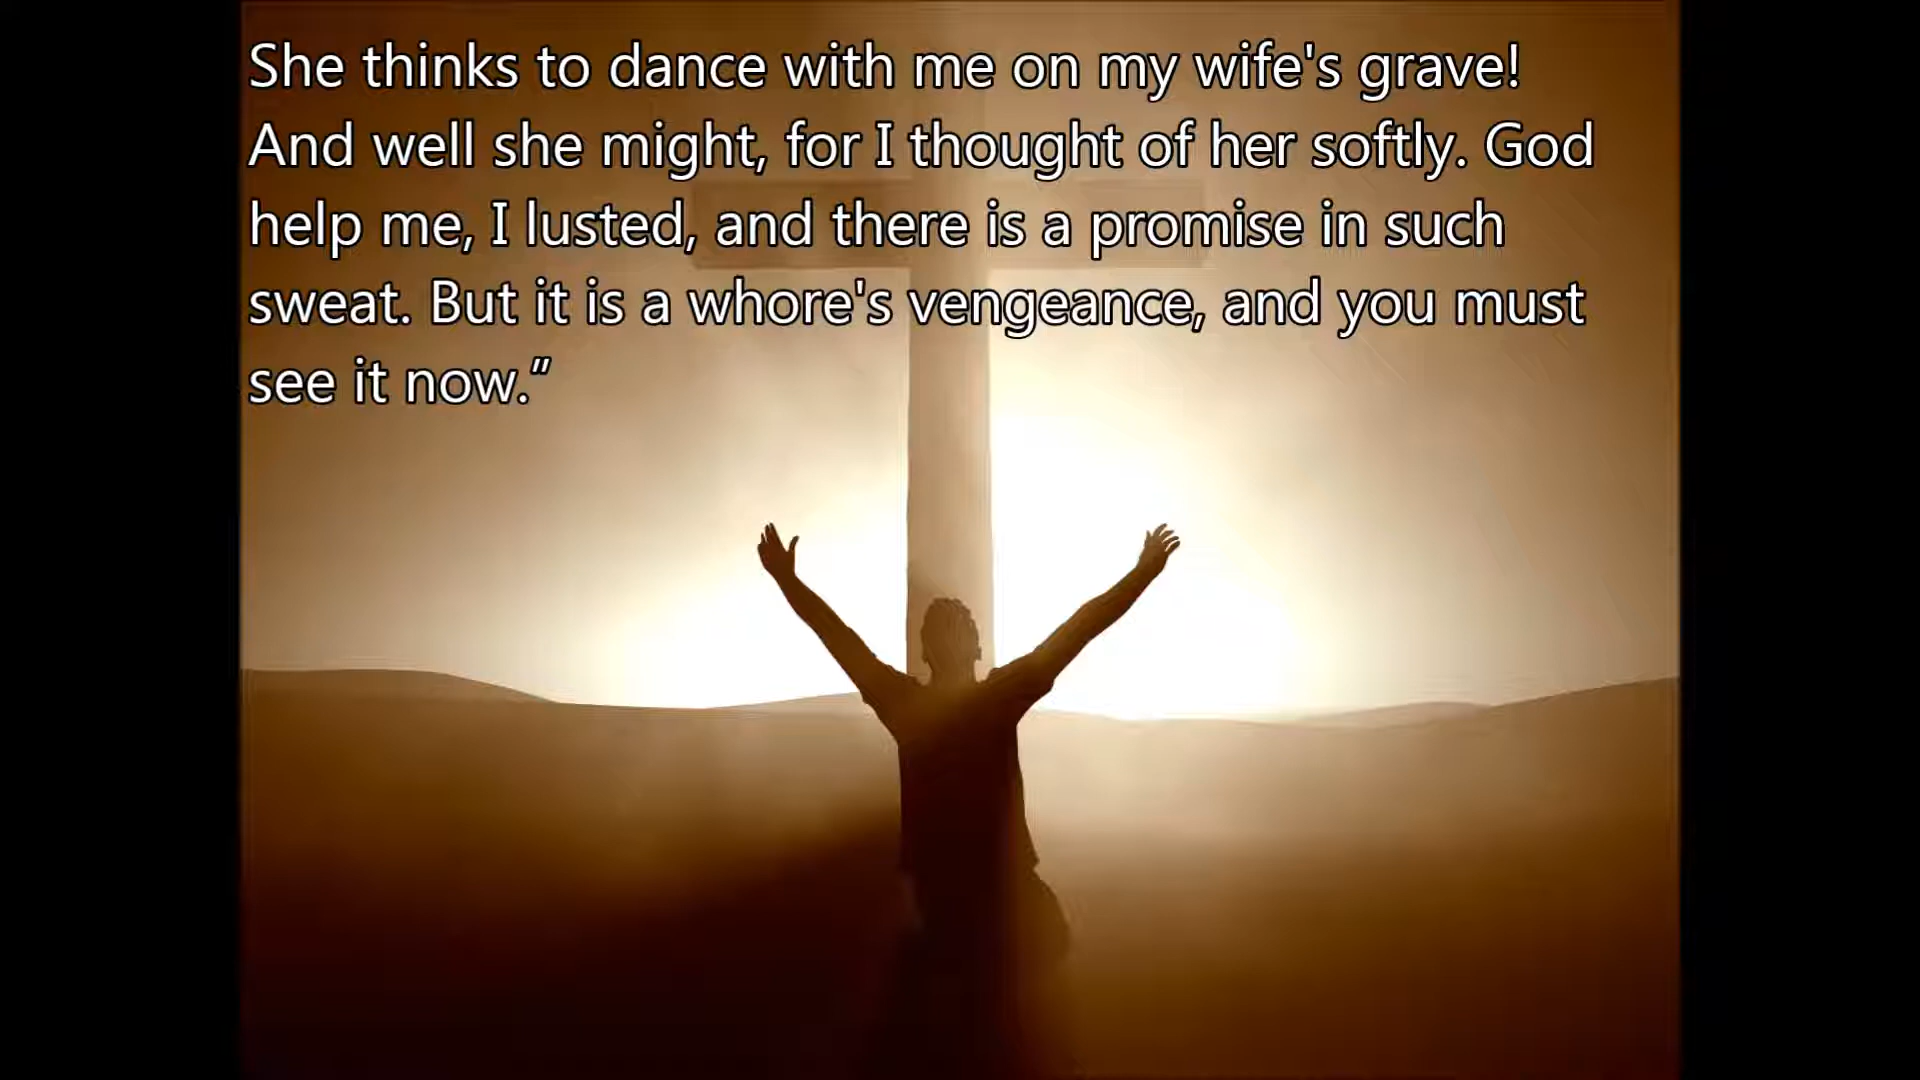 She thinks to dance with me on my wife's grave!
And well she might, for I thought of her softly. God
help me, I lusted, and there is a promise in such
sweat. But it is a whore's vengeance, and you must
see it now.”